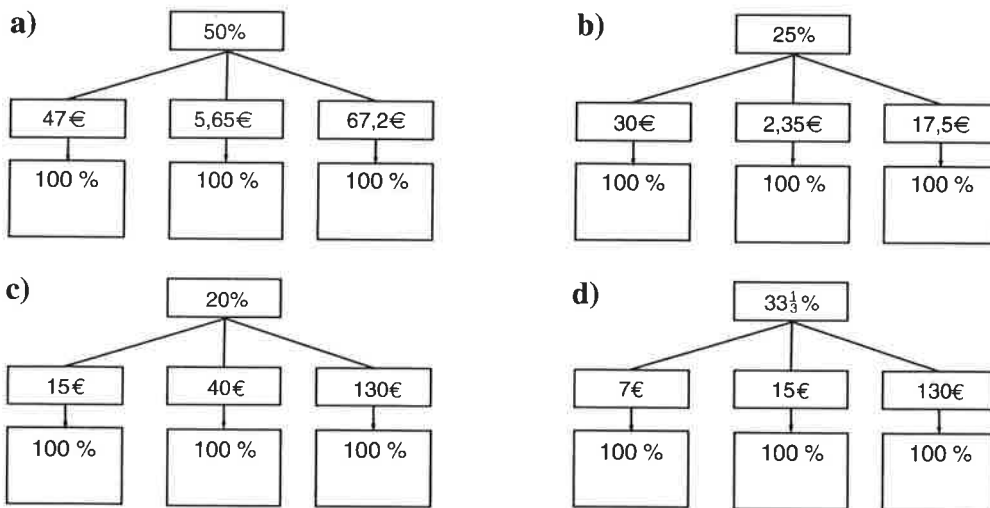 a)
50%
47€ 5,65€ 67,2€
100 % 100 % 100 %
b)
25%
30€ 2,35€ 17,5€
100 % 100 % 100 %
c)
20%
15€ 40€ 130€
100 % 100 % 100 %
d)
33⅓%
7€ 15€ 130€
100 % 100 % 100 %